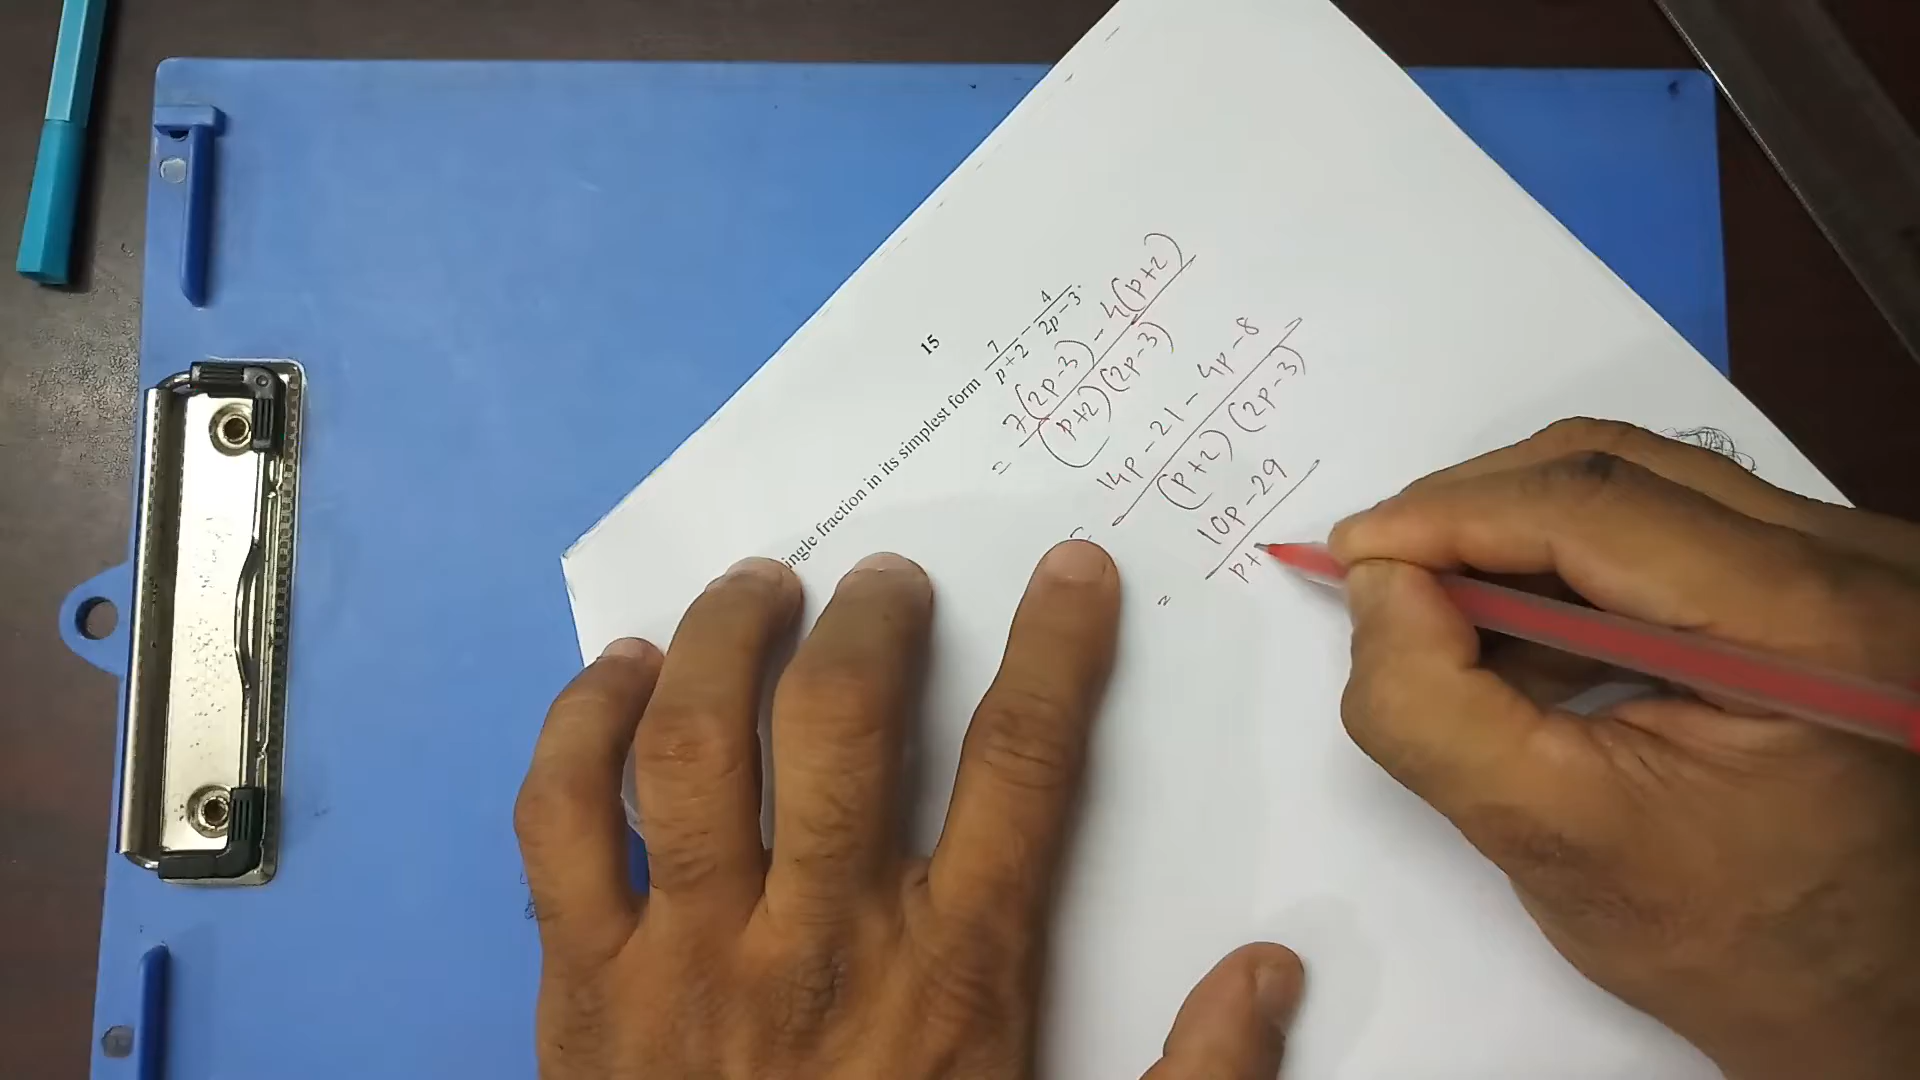 15
ingle fraction in its simplest form 7/(p + 2) − 4/(2p − 3).
= 7(2p-3) - 4(p+2) / (p+2)(2p-3)
= 14p - 21 - 4p - 8 / (p+2)(2p-3)
= 10p - 29 / p+